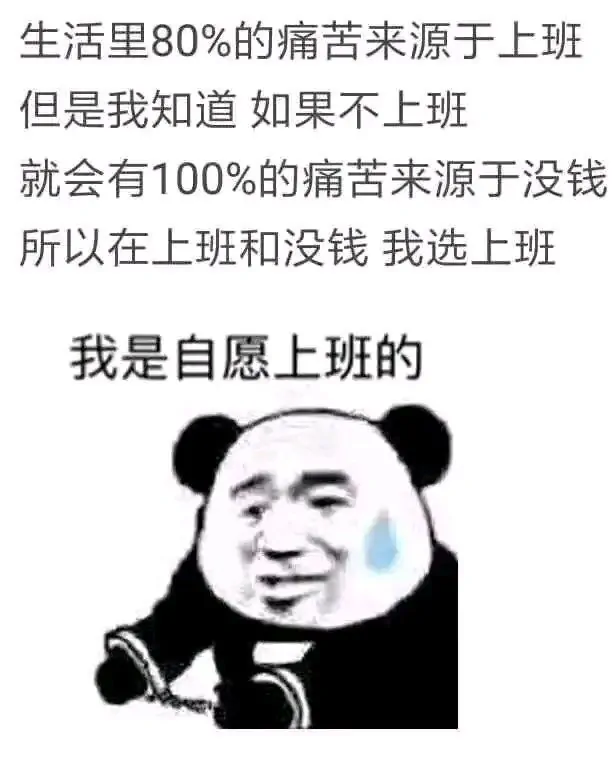 生活里80%的痛苦来源于上班
但是我知道 如果不上班
就会有100%的痛苦来源于没钱
所以在上班和没钱 我选上班
我是自愿上班的